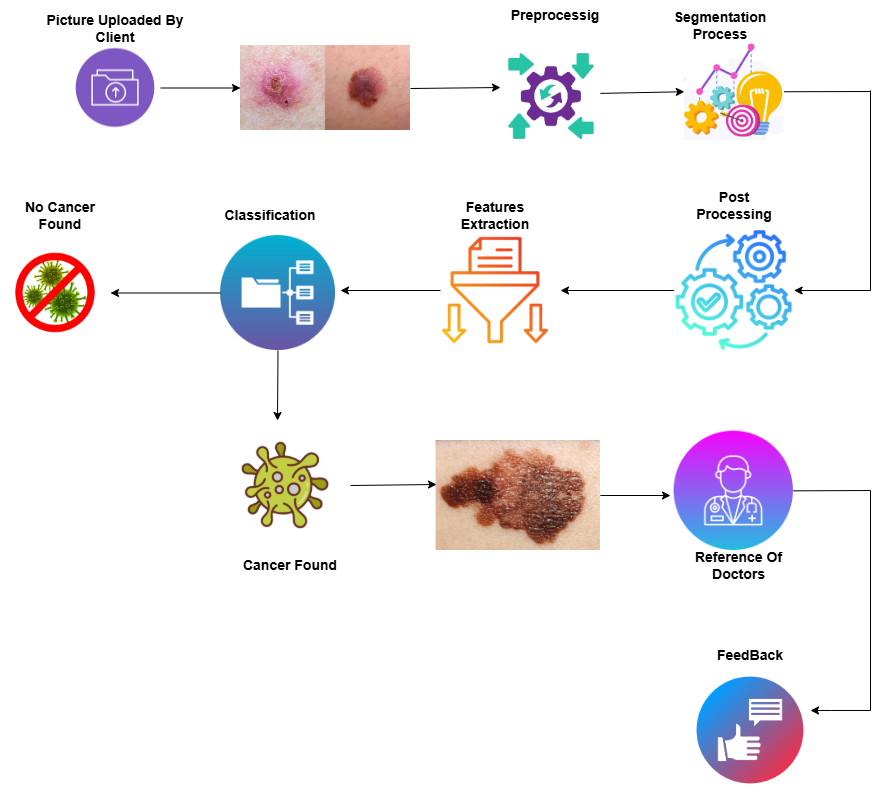 Picture Uploaded By
Client
Preprocessig
Segmentation
Process
No Cancer
Found
Classification
Features
Extraction
Post
Processing
Cancer Found
Reference Of
Doctors
FeedBack